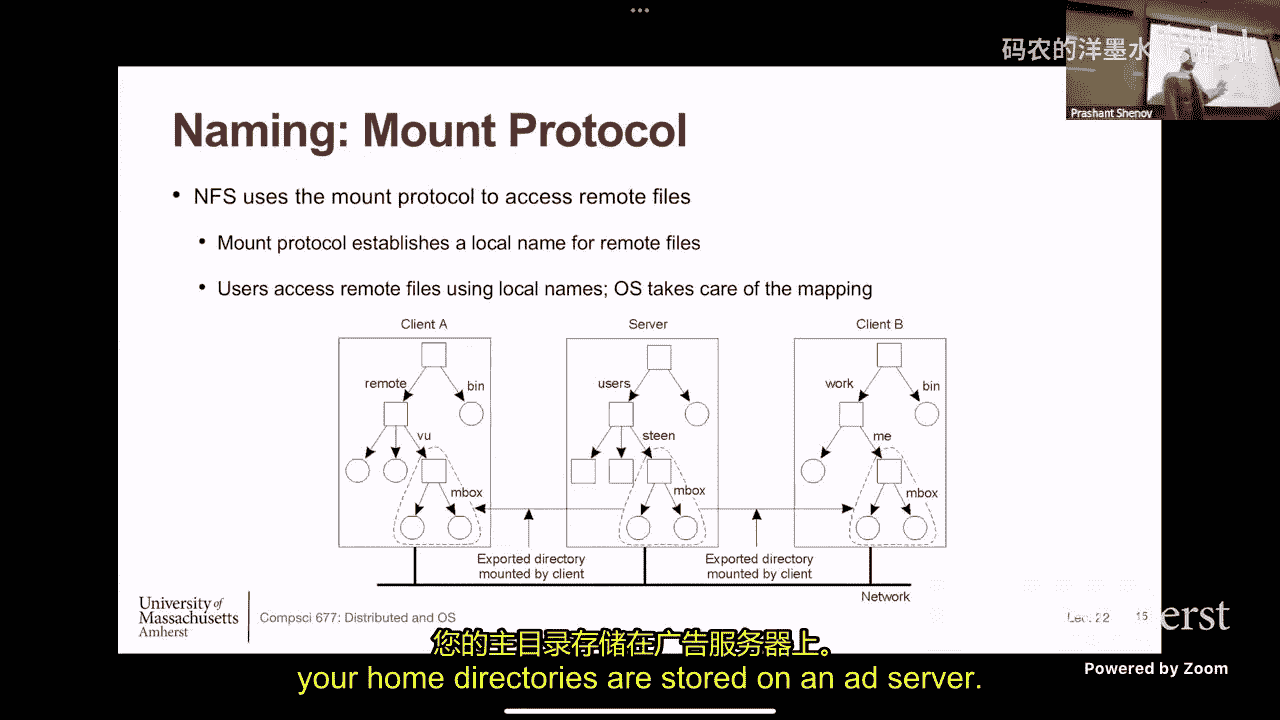 码农的洋墨水
Prashant Shenoy
Naming: Mount Protocol
• NFS uses the mount protocol to access remote files
• Mount protocol establishes a local name for remote files
• Users access remote files using local names; OS takes care of the mapping
Client A
Server
Client B
remote
bin
users
work
bin
vu
steen
me
mbox
mbox
mbox
Exported directory
mounted by client
Exported directory
mounted by client
Network
University of
Massachusetts
Amherst
Compsci 677: Distributed and OS
Lec. 22
15
erst
您的主目录存储在广告服务器上。
your home directories are stored on an ad server.
Powered by Zoom